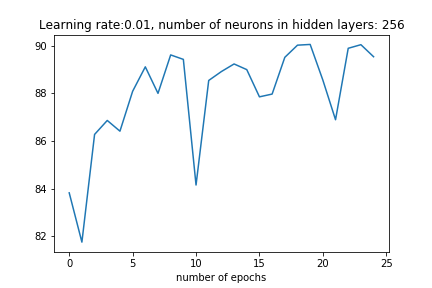 Learning rate:0.01, number of neurons in hidden layers: 256
90
88
86
84
82
0 5 10 15 20 25
number of epochs